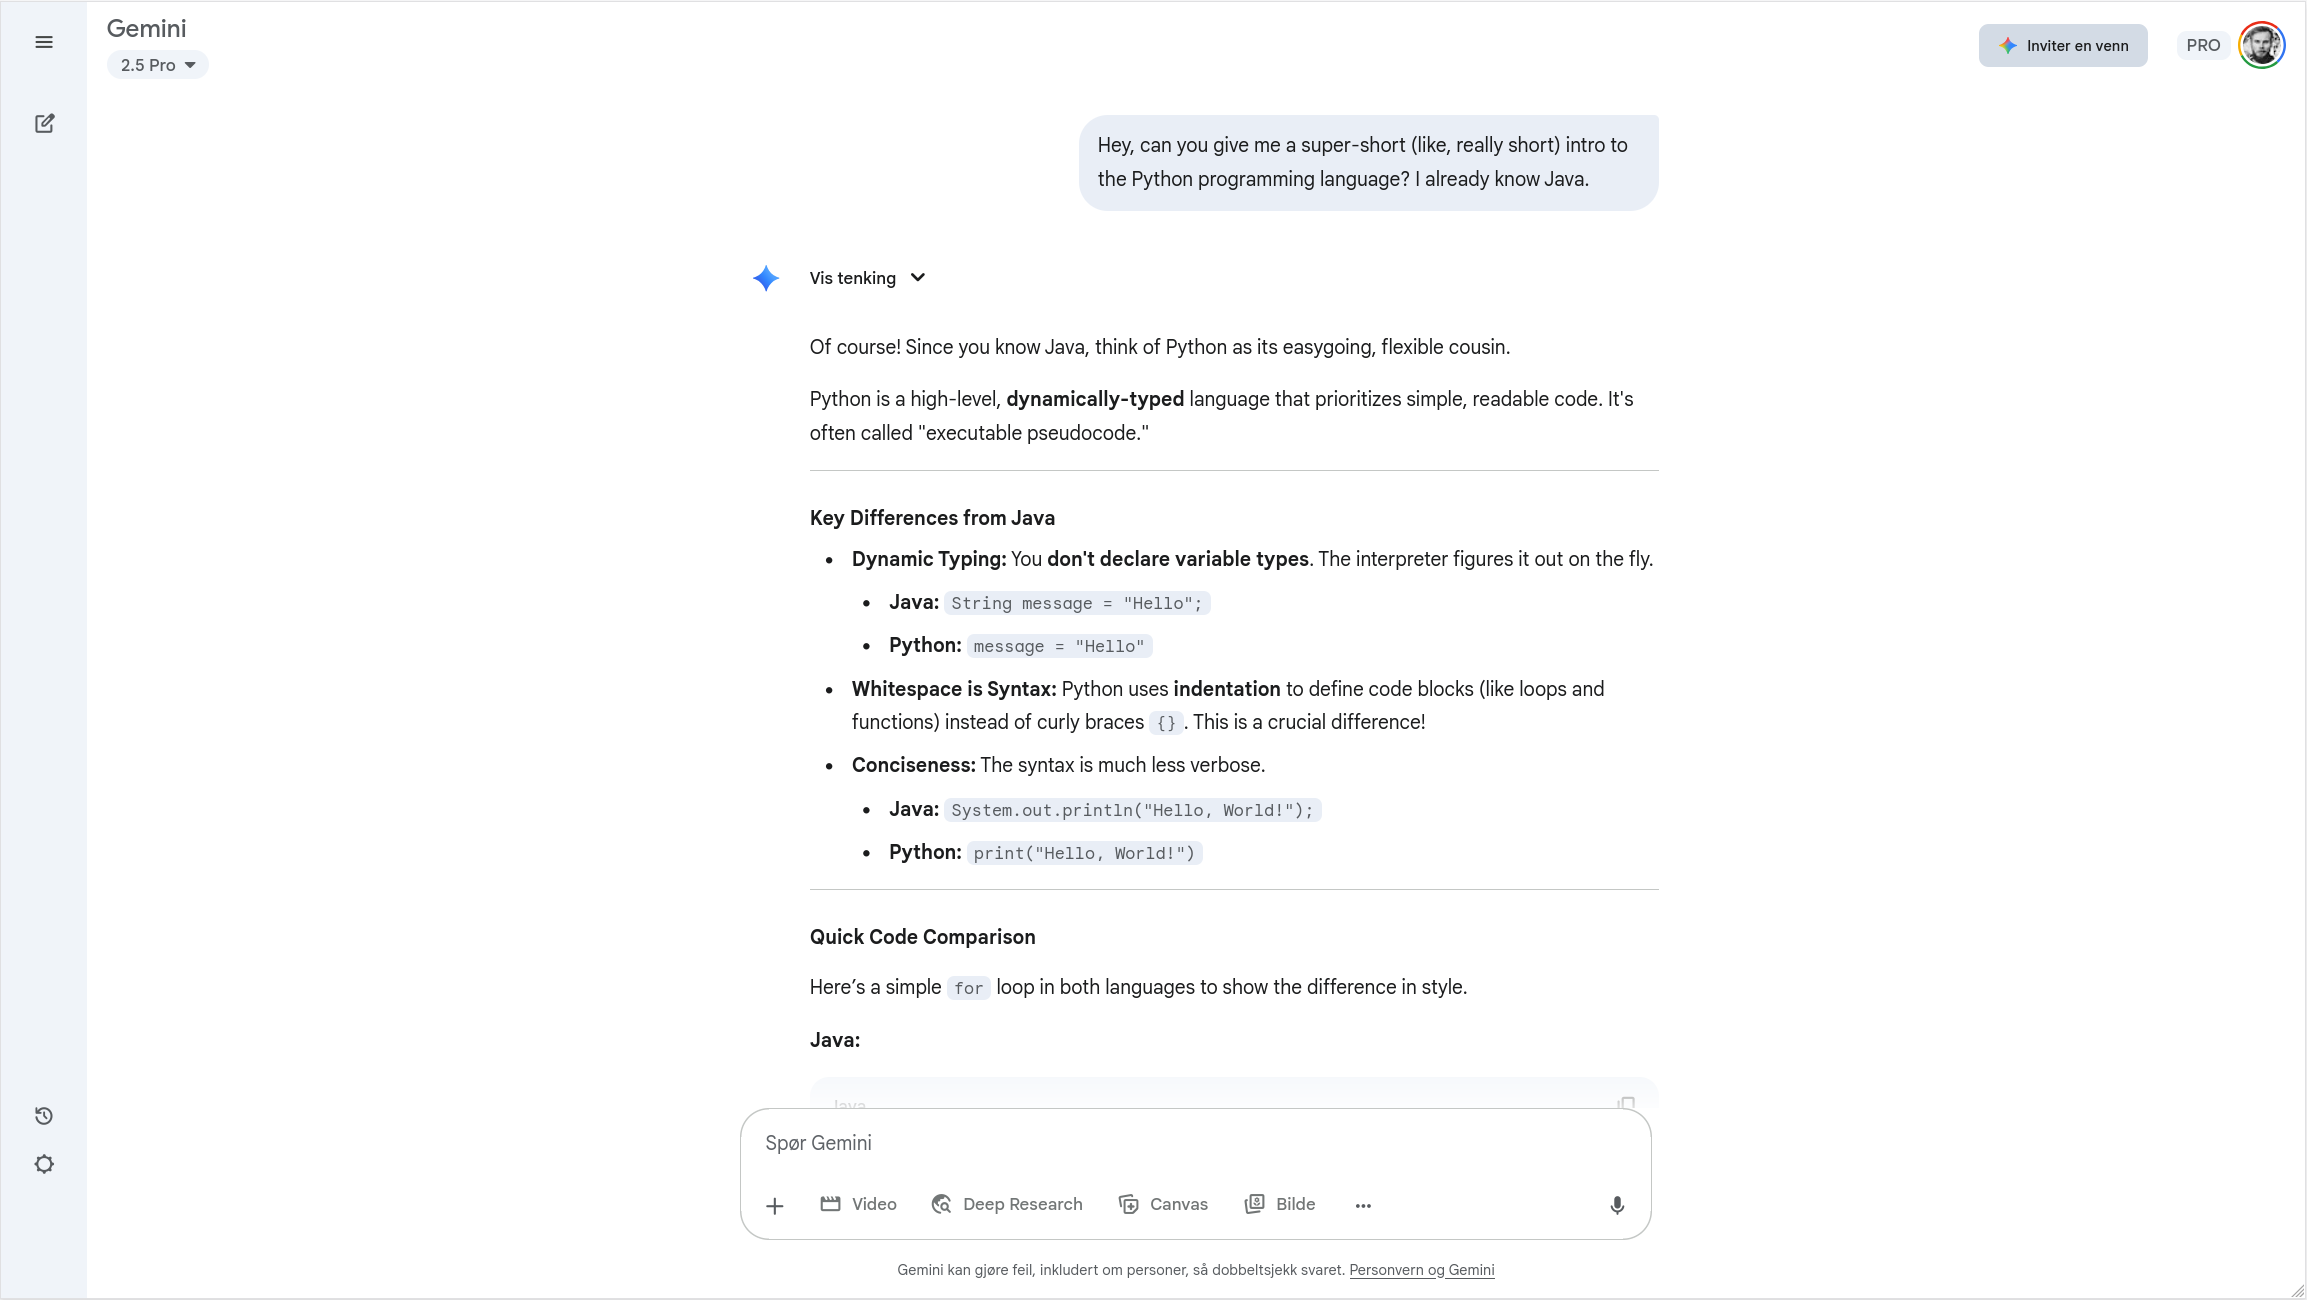 Gemini
2.5 Pro
Inviter en venn
PRO
Hey, can you give me a super-short (like, really short) intro to
the Python programming language? I already know Java.
Vis tenking
Of course! Since you know Java, think of Python as its easygoing, flexible cousin.
Python is a high-level, dynamically-typed language that prioritizes simple, readable code. It's
often called "executable pseudocode."
Key Differences from Java
• Dynamic Typing: You don't declare variable types. The interpreter figures it out on the fly.
• Java: String message = "Hello";
• Python: message = "Hello"
• Whitespace is Syntax: Python uses indentation to define code blocks (like loops and
functions) instead of curly braces {}. This is a crucial difference!
• Conciseness: The syntax is much less verbose.
• Java: System.out.println("Hello, World!");
• Python: print("Hello, World!")
Quick Code Comparison
Here’s a simple for loop in both languages to show the difference in style.
Java:
Java
Spør Gemini
Video
Deep Research
Canvas
Bilde
Gemini kan gjøre feil, inkludert om personer, så dobbeltsjekk svaret. Personvern og Gemini